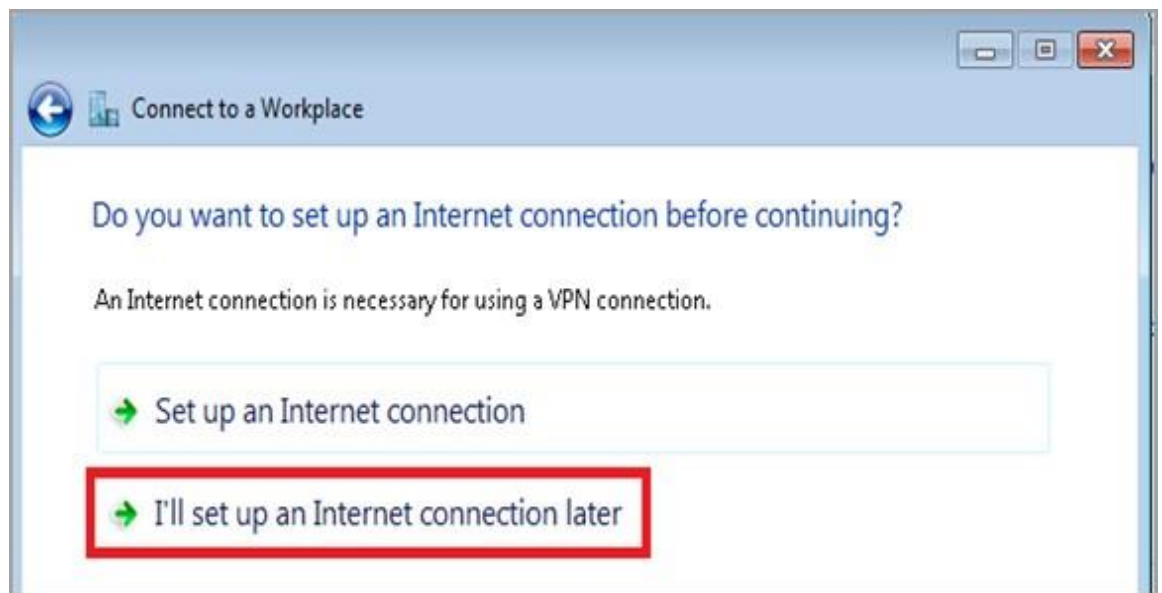 Connect to a Workplace
Do you want to set up an Internet connection before continuing?
An Internet connection is necessary for using a VPN connection.
Set up an Internet connection
I'll set up an Internet connection later